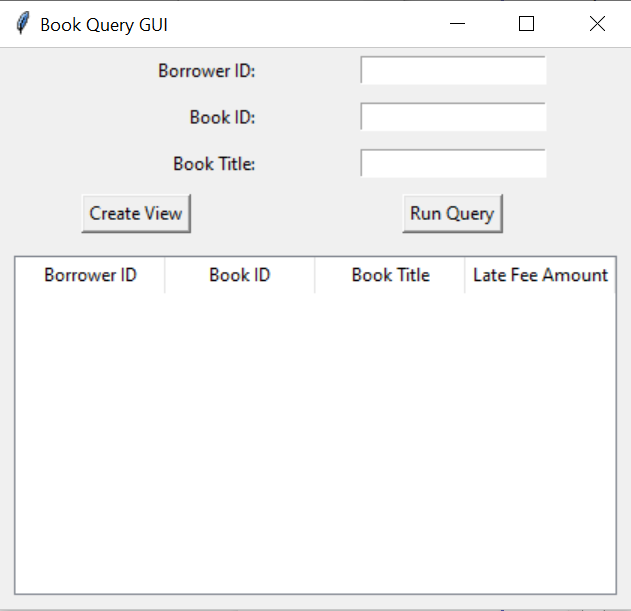 Book Query GUI
Borrower ID:
Book ID:
Book Title:
Create View Run Query
Borrower ID Book ID Book Title Late Fee Amount